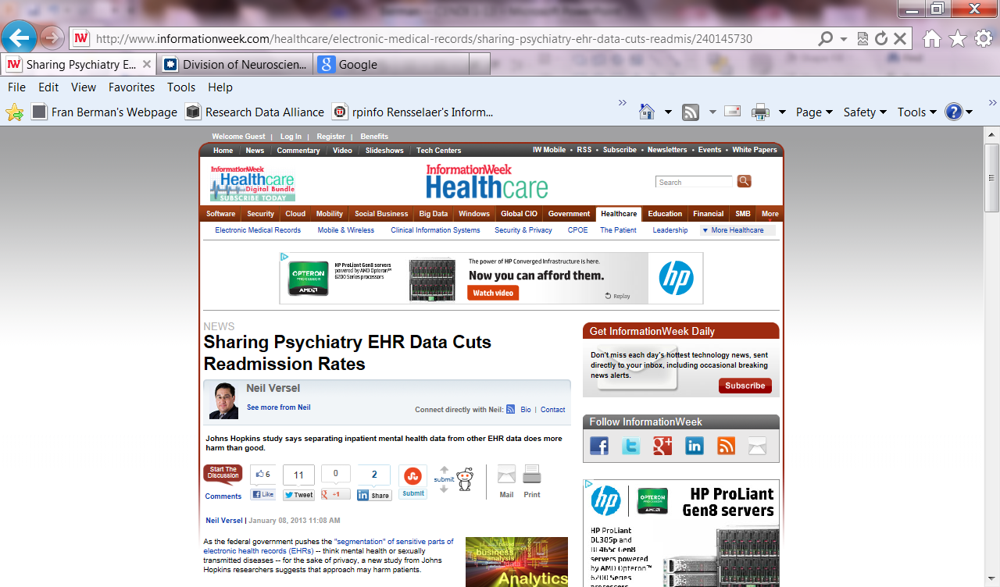 http://www.informationweek.com/healthcare/electronic-medical-records/sharing-psychiatry-ehr-data-cuts-readmis/240145730
Sharing Psychiatry E...
Division of Neuroscien...
Google
File Edit View Favorites Tools Help
Fran Berman's Webpage
Research Data Alliance
rpinfo Rensselaer's Inform...
Page Safety Tools
Welcome Guest | Log In | Register | Benefits
Home News Commentary Video Slideshows Tech Centers
IW Mobile • RSS • Subscribe • Newsletters • Events • White Papers
InformationWeek
Healthcare
Digital Bundle
SUBSCRIBE TODAY
InformationWeek
Healthcare
Search
Software Security Cloud Mobility Social Business Big Data Windows Global CIO Government Healthcare Education Financial SMB More
Electronic Medical Records Mobile & Wireless Clinical Information Systems Security & Privacy CPOE The Patient Leadership More Healthcare
OPTERON
PROCESSOR
AMD
HP ProLiant Gen8 servers
powered by AMD Opteron™
6200 Series processors
The power of HP Converged Infrastructure is here.
Now you can afford them.
Watch video
Replay
hp
NEWS
Sharing Psychiatry EHR Data Cuts
Readmission Rates
Neil Versel
See more from Neil
Connect directly with Neil: Bio | Contact
Johns Hopkins study says separating inpatient mental health data from other EHR data does more
harm than good.
Start The
Discussion
Comments
6
Like
11
Tweet
0
+1
2
Share
Submit
submit
Mail
Print
Neil Versel | January 08, 2013 11:08 AM
As the federal government pushes the "segmentation" of sensitive parts of
electronic health records (EHRs) -- think mental health or sexually
transmitted diseases -- for the sake of privacy, a new study from Johns
Hopkins researchers suggests that approach may harm patients.
business
analysis
Analytics
Get InformationWeek Daily
Don't miss each day's hottest technology news, sent
directly to your inbox, including occasional breaking
news alerts.
Subscribe
Follow InformationWeek
hp
OPTERON
PROCESSOR
AMD
HP ProLiant
Gen8 servers
HP ProLiant
DL385p and
BL465c Gen8
servers powered
by AMD Opteron™
6200 Series
processors